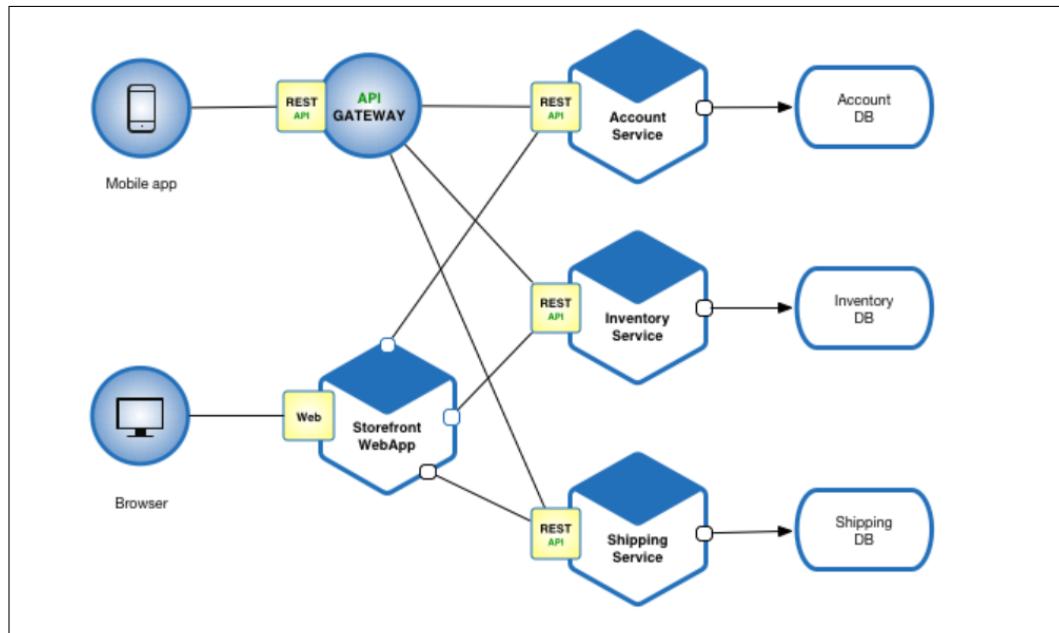 Mobile app
REST
API
API
GATEWAY
REST
API
Account
Service
Account
DB
REST
API
Inventory
Service
Inventory
DB
Browser
Web
Storefront
WebApp
REST
API
Shipping
Service
Shipping
DB